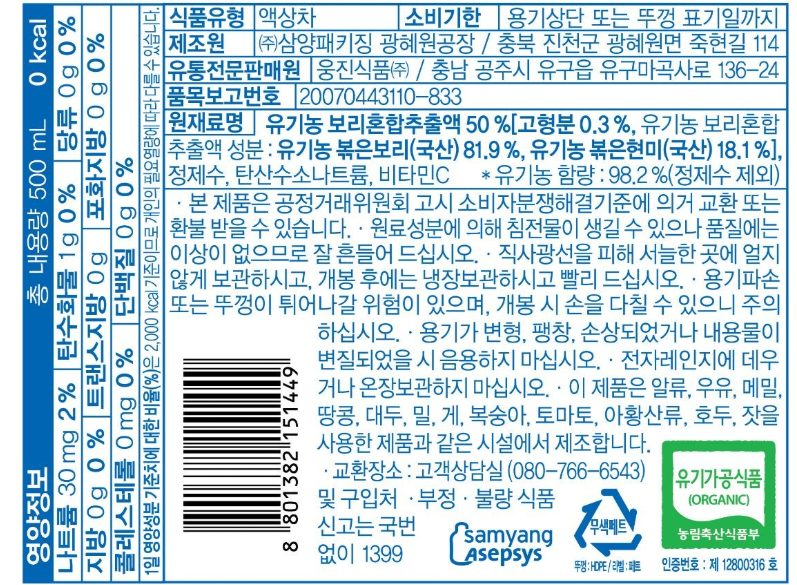 영양정보 총 내용량 500 mL 0 kcal
나트륨 30 mg 2% 탄수화물 1 g 0% 당류 0 g 0%
지방 0 g 0% 트랜스지방 0 g 포화지방 0 g 0%
콜레스테롤 0 mg 0% 단백질 0 g 0%
1일 영양성분 기준치에 대한 비율(%)은 2,000 kcal 기준이므로 개인의 필요 열량에 따라 다를 수 있습니다.
식품유형 액상차 소비기한 용기상단 또는 뚜껑 표기일까지
제조원 ㈜삼양패키징 광혜원공장 / 충북 진천군 광혜원면 죽현길 114
유통전문판매원 웅진식품㈜ / 충남 공주시 유구읍 유구마곡사로 136-24
품목보고번호 20070443110-833
원재료명 유기농 보리혼합추출액 50 %[고형분 0.3 %, 유기농 보리혼합
추출액 성분 : 유기농 볶은보리(국산) 81.9 %, 유기농 볶은현미(국산) 18.1 %],
정제수, 탄산수소나트륨, 비타민C *유기농 함량 : 98.2 %(정제수 제외)
· 본 제품은 공정거래위원회 고시 소비자분쟁해결기준에 의거 교환 또는
환불 받을 수 있습니다. · 원료성분에 의해 침전물이 생길 수 있으나 품질에는
이상이 없으므로 잘 흔들어 드십시오. · 직사광선을 피해 서늘한 곳에 얼지
않게 보관하시고, 개봉 후에는 냉장보관하시고 빨리 드십시오. · 용기파손
또는 뚜껑이 튀어나갈 위험이 있으며, 개봉 시 손을 다칠 수 있으니 주의
하십시오. · 용기가 변형, 팽창, 손상되었거나 내용물이
변질되었을 시 음용하지 마십시오. · 전자레인지에 데우
거나 온장보관하지 마십시오. · 이 제품은 알류, 우유, 메밀,
땅콩, 대두, 밀, 게, 복숭아, 토마토, 아황산류, 호두, 잣을
사용한 제품과 같은 시설에서 제조합니다.
· 교환장소 : 고객상담실 (080-766-6543)
및 구입처 · 부정 · 불량 식품
신고는 국번
없이 1399
8 801382 151449
samyang
asepsys
무색페트
뚜껑:HDPE / 라벨:페트
유기가공식품
(ORGANIC)
농림축산식품부
인증번호 : 제 12800316 호